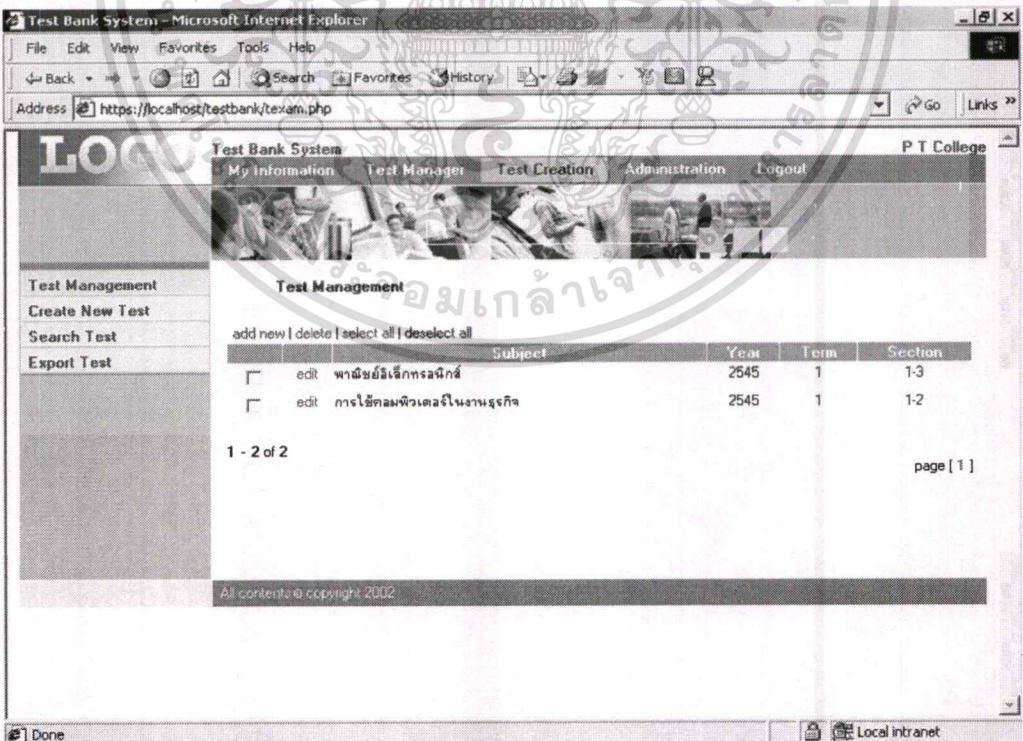 Test Bank System - Microsoft Internet Explorer
File Edit View Favorites Tools Help
Back Search Favorites History
Address https://localhost/testbank/texam.php Go Links »
LOGO Test Bank System P T College
My Information Test Manager Test Creation Administration Logout
Test Management
Create New Test
Search Test
Export Test
Test Management
add new | delete | select all | deselect all
Subject Year Term Section
edit พาณิชย์อิเล็กทรอนิกส์ 2545 1 1-3
edit การใช้คอมพิวเตอร์ในงานธุรกิจ 2545 1 1-2
1 - 2 of 2
page [ 1 ]
All contents © copyright 2002
Done Local intranet